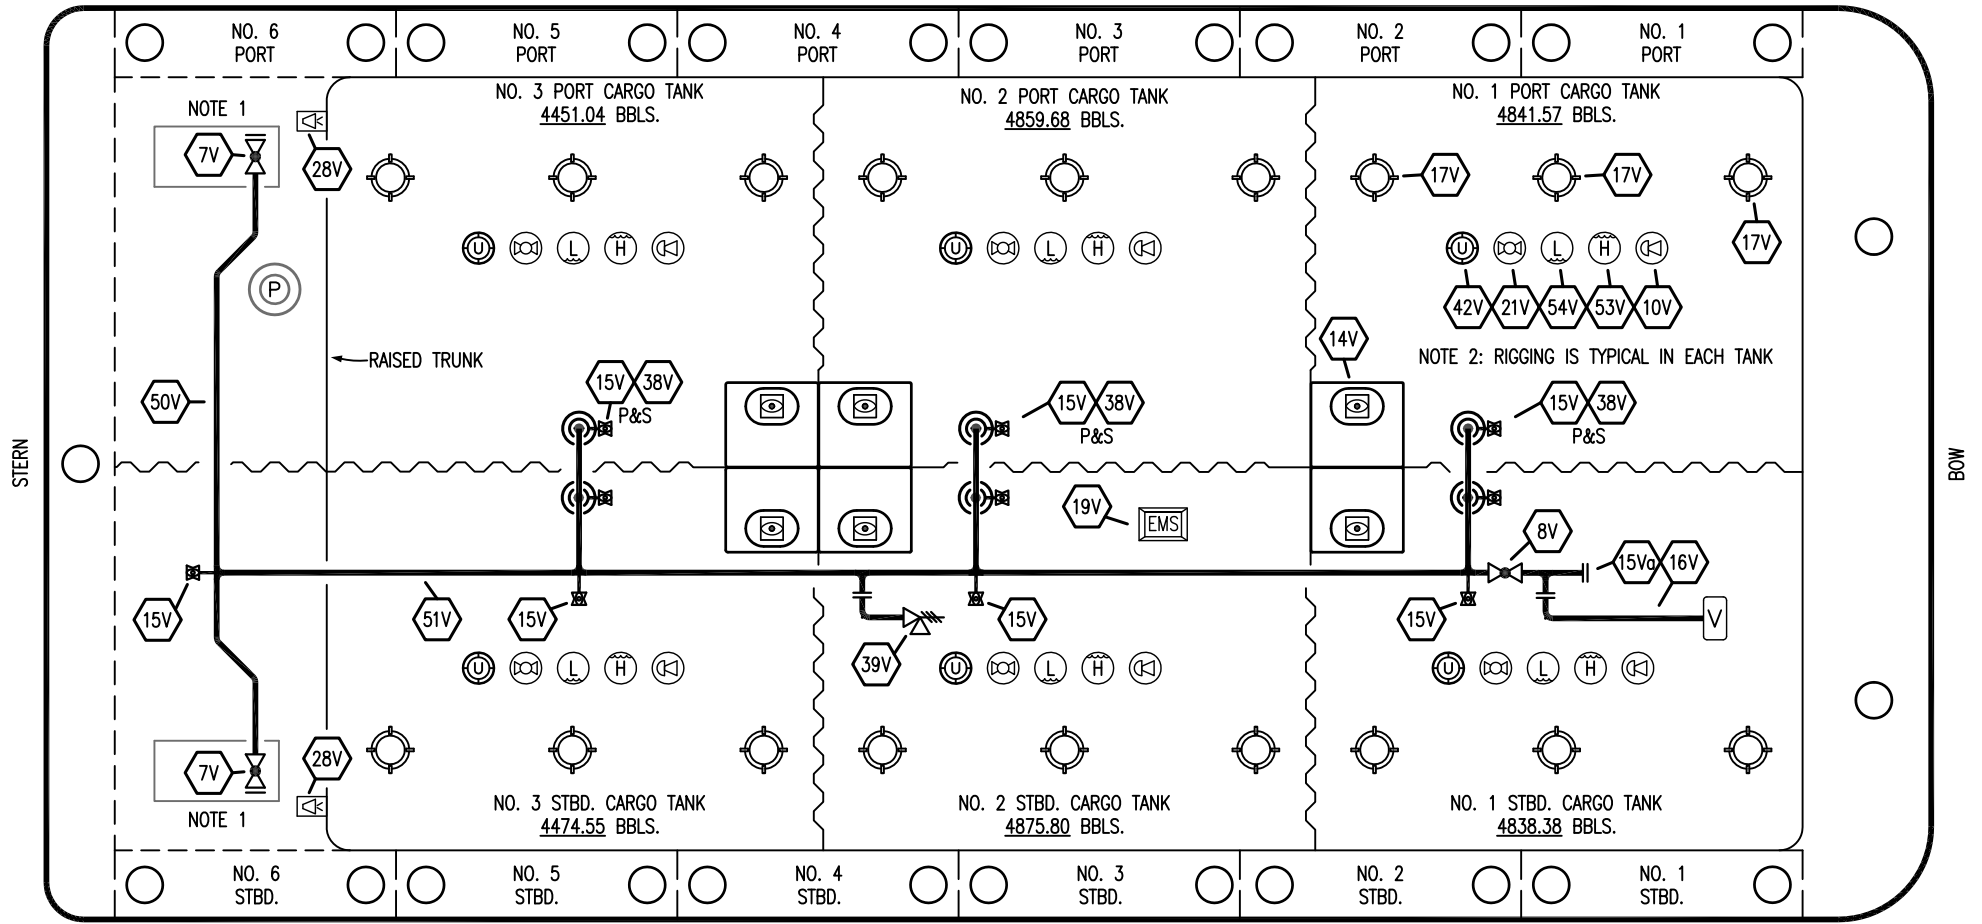 NO. 6
PORT
NO. 5
PORT
NO. 4
PORT
NO. 3
PORT
NO. 2
PORT
NO. 1
PORT
NO. 3 PORT CARGO TANK
4451.04 BBLS.
NO. 2 PORT CARGO TANK
4859.68 BBLS.
NO. 1 PORT CARGO TANK
4841.57 BBLS.
NOTE 1
7V
28V
17V
17V
17V
U
L
H
U
L
H
U
L
H
P
42V
21V
54V
53V
10V
14V
RAISED TRUNK
NOTE 2: RIGGING IS TYPICAL IN EACH TANK
50V
15V
38V
P&S
15V
38V
P&S
15V
38V
P&S
STERN
BOW
19V
EMS
8V
15Va
16V
15V
51V
15V
15V
15V
V
39V
U
L
H
U
L
H
U
L
H
7V
28V
NOTE 1
NO. 3 STBD. CARGO TANK
4474.55 BBLS.
NO. 2 STBD. CARGO TANK
4875.80 BBLS.
NO. 1 STBD. CARGO TANK
4838.38 BBLS.
NO. 6
STBD.
NO. 5
STBD.
NO. 4
STBD.
NO. 3
STBD.
NO. 2
STBD.
NO. 1
STBD.